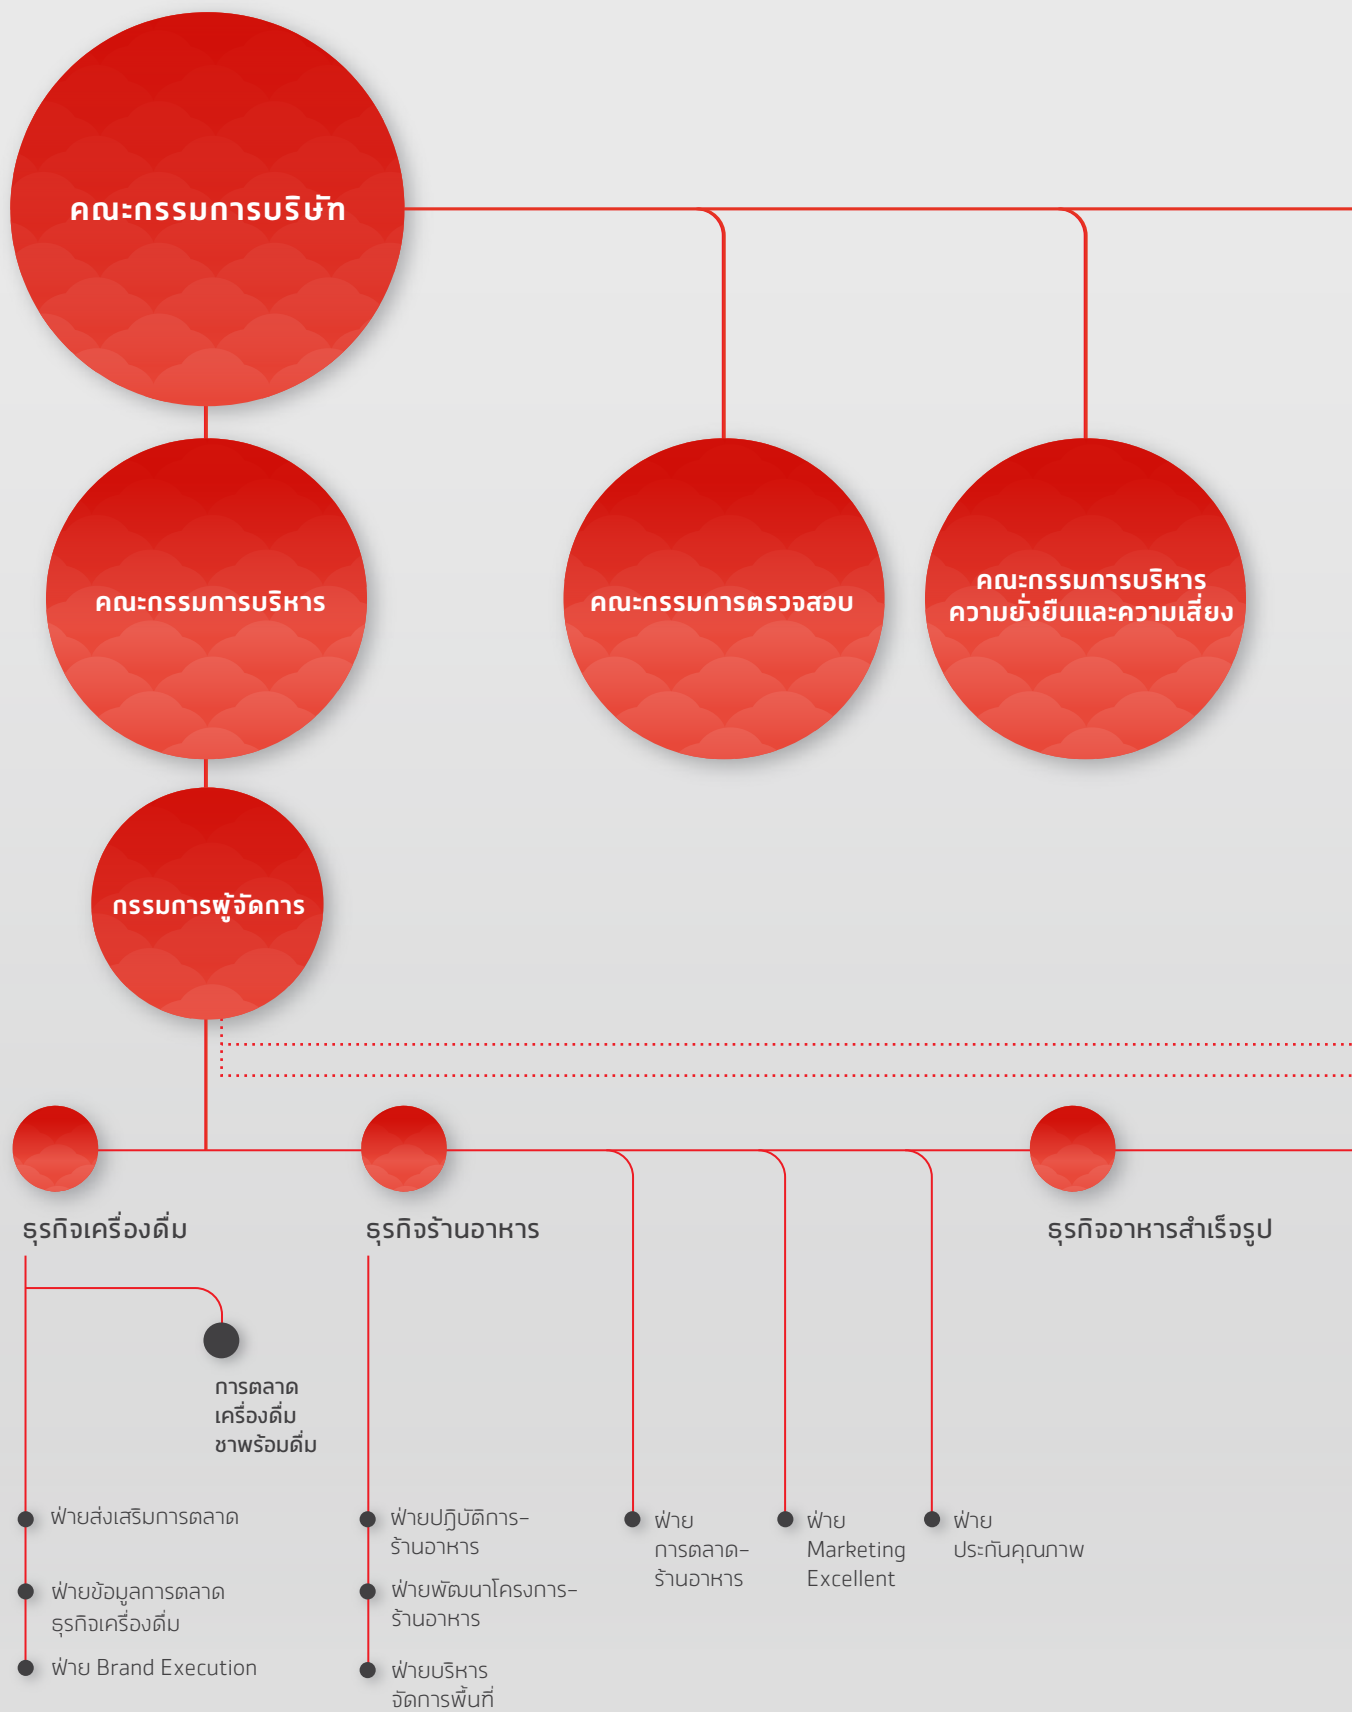 คณะกรรมการบริษัท
คณะกรรมการบริหาร
คณะกรรมการตรวจสอบ
คณะกรรมการบริหาร
ความยั่งยืนและความเสี่ยง
กรรมการผู้จัดการ
ธุรกิจเครื่องดื่ม
ธุรกิจร้านอาหาร
ธุรกิจอาหารสำเร็จรูป
การตลาด
เครื่องดื่ม
ชาพร้อมดื่ม
ฝ่ายส่งเสริมการตลาด
ฝ่ายข้อมูลการตลาด
ธุรกิจเครื่องดื่ม
ฝ่าย Brand Execution
ฝ่ายปฏิบัติการ-
ร้านอาหาร
ฝ่ายพัฒนาโครงการ-
ร้านอาหาร
ฝ่ายบริหาร
จัดการพื้นที่
ฝ่าย
การตลาด-
ร้านอาหาร
ฝ่าย
Marketing
Excellent
ฝ่าย
ประกันคุณภาพ